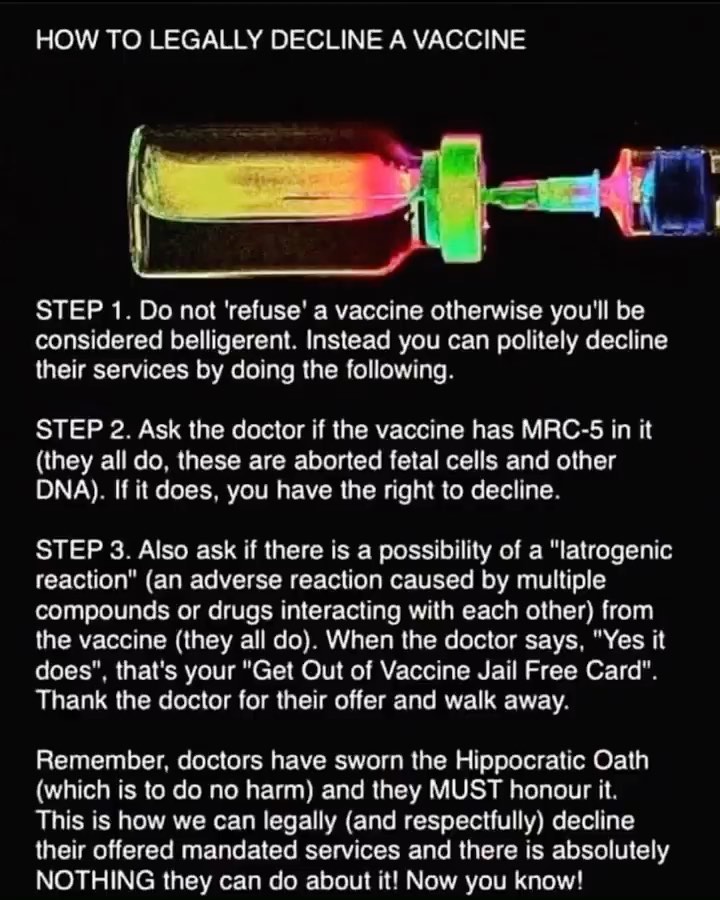 HOW TO LEGALLY DECLINE A VACCINE
STEP 1. Do not 'refuse' a vaccine otherwise you'll be
considered belligerent. Instead you can politely decline
their services by doing the following.
STEP 2. Ask the doctor if the vaccine has MRC-5 in it
(they all do, these are aborted fetal cells and other
DNA). If it does, you have the right to decline.
STEP 3. Also ask if there is a possibility of a "Iatrogenic
reaction" (an adverse reaction caused by multiple
compounds or drugs interacting with each other) from
the vaccine (they all do). When the doctor says, "Yes it
does", that's your "Get Out of Vaccine Jail Free Card".
Thank the doctor for their offer and walk away.
Remember, doctors have sworn the Hippocratic Oath
(which is to do no harm) and they MUST honour it.
This is how we can legally (and respectfully) decline
their offered mandated services and there is absolutely
NOTHING they can do about it! Now you know!